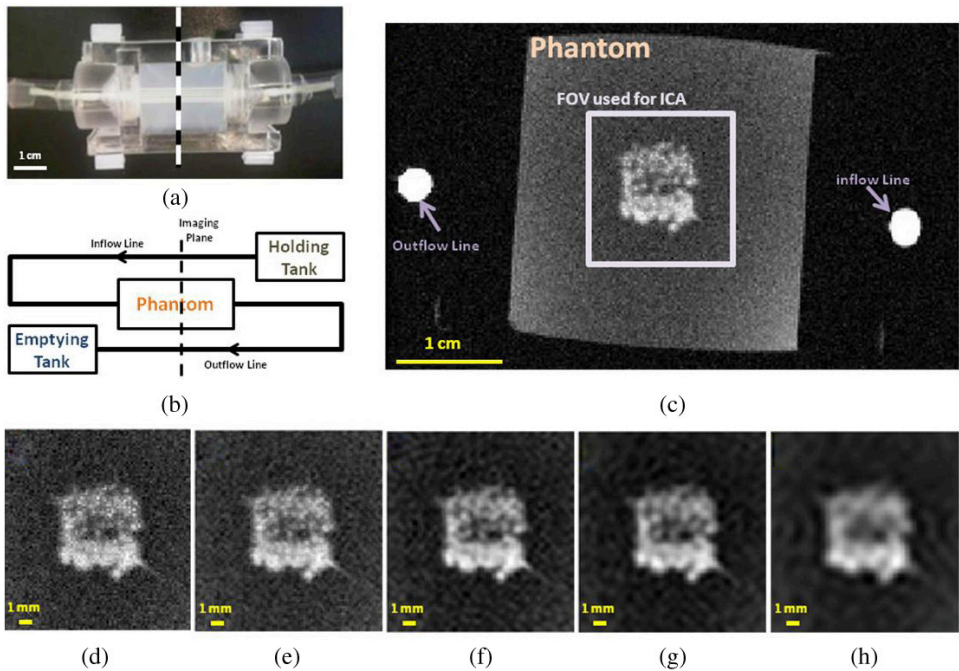 1 cm
(a)
Imaging
Plane
Inflow Line
Holding
Tank
Phantom
Emptying
Tank
Outflow Line
(b)
Phantom
FOV used for ICA
Outflow Line
inflow Line
1 cm
(c)
1 mm
1 mm
1 mm
1 mm
1 mm
(d)
(e)
(f)
(g)
(h)